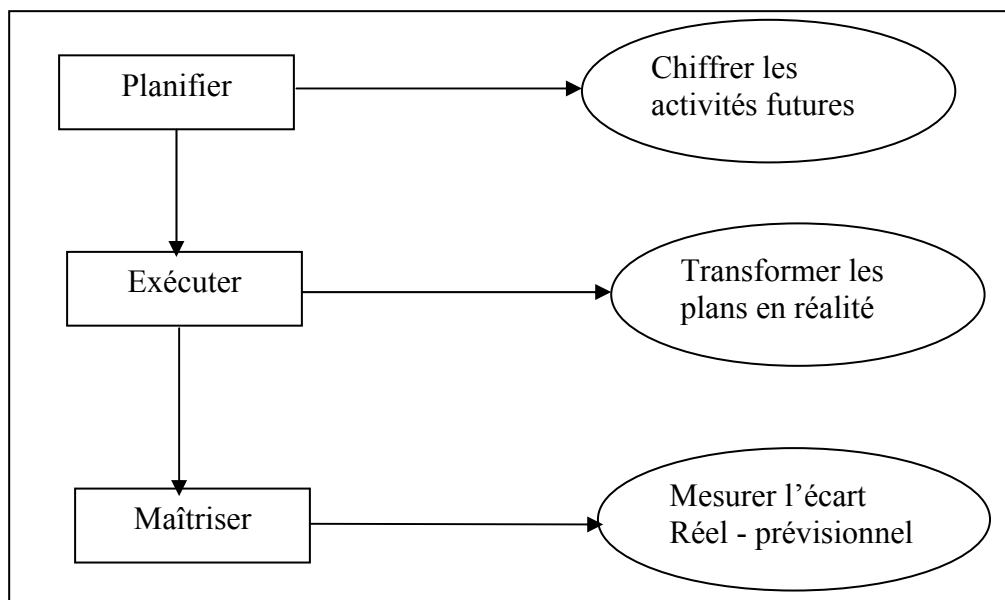 Planifier
Chiffrer les
activités futures
Exécuter
Transformer les
plans en réalité
Maîtriser
Mesurer l’écart
Réel - prévisionnel